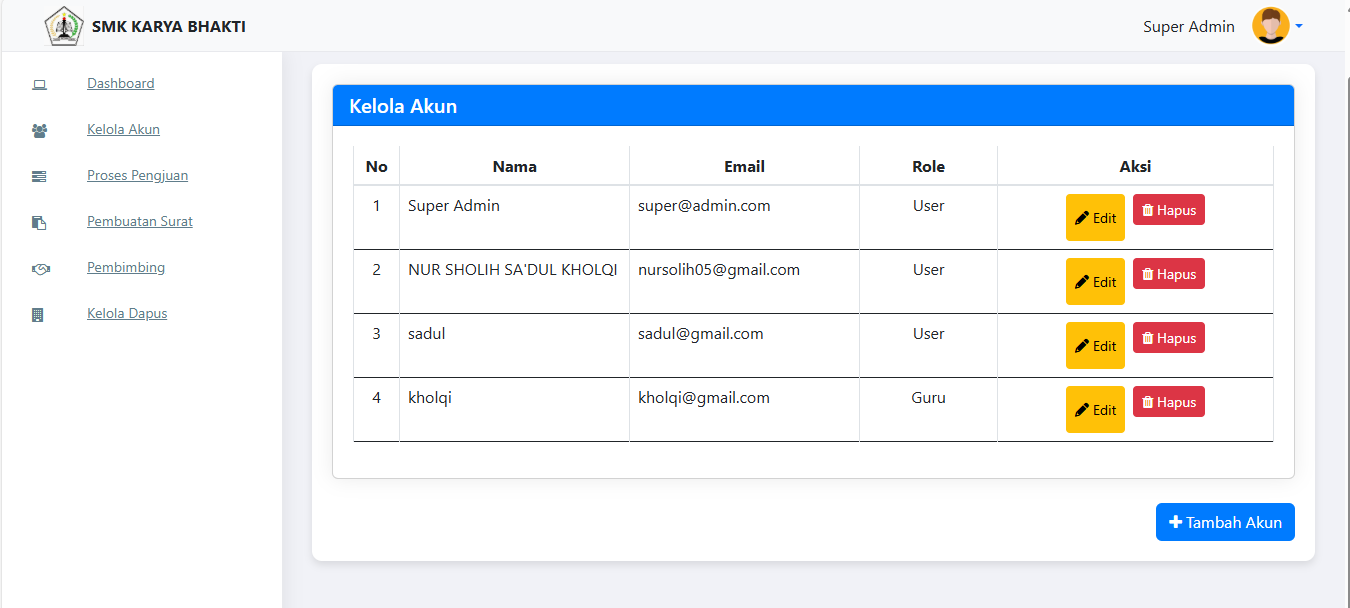 SMK KARYA BHAKTI
Super Admin
Dashboard
Kelola Akun
Proses Pengjuan
Pembuatan Surat
Pembimbing
Kelola Dapus
Kelola Akun
No Nama Email Role Aksi
1 Super Admin super@admin.com User Edit Hapus
2 NUR SHOLIH SA'DUL KHOLQI nursolih05@gmail.com User Edit Hapus
3 sadul sadul@gmail.com User Edit Hapus
4 kholqi kholqi@gmail.com Guru Edit Hapus
Tambah Akun